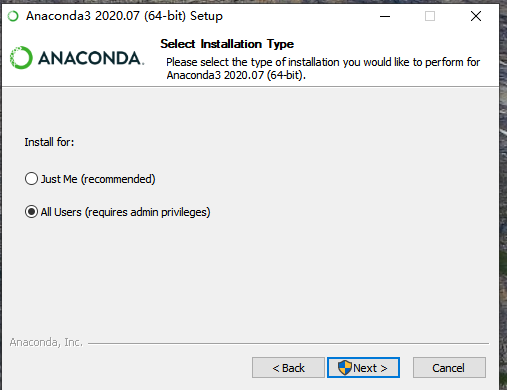 Anaconda3 2020.07 (64-bit) Setup
ANACONDA.
Select Installation Type
Please select the type of installation you would like to perform for
Anaconda3 2020.07 (64-bit).
Install for:
Just Me (recommended)
All Users (requires admin privileges)
Anaconda, Inc.
< Back
Next >
Cancel